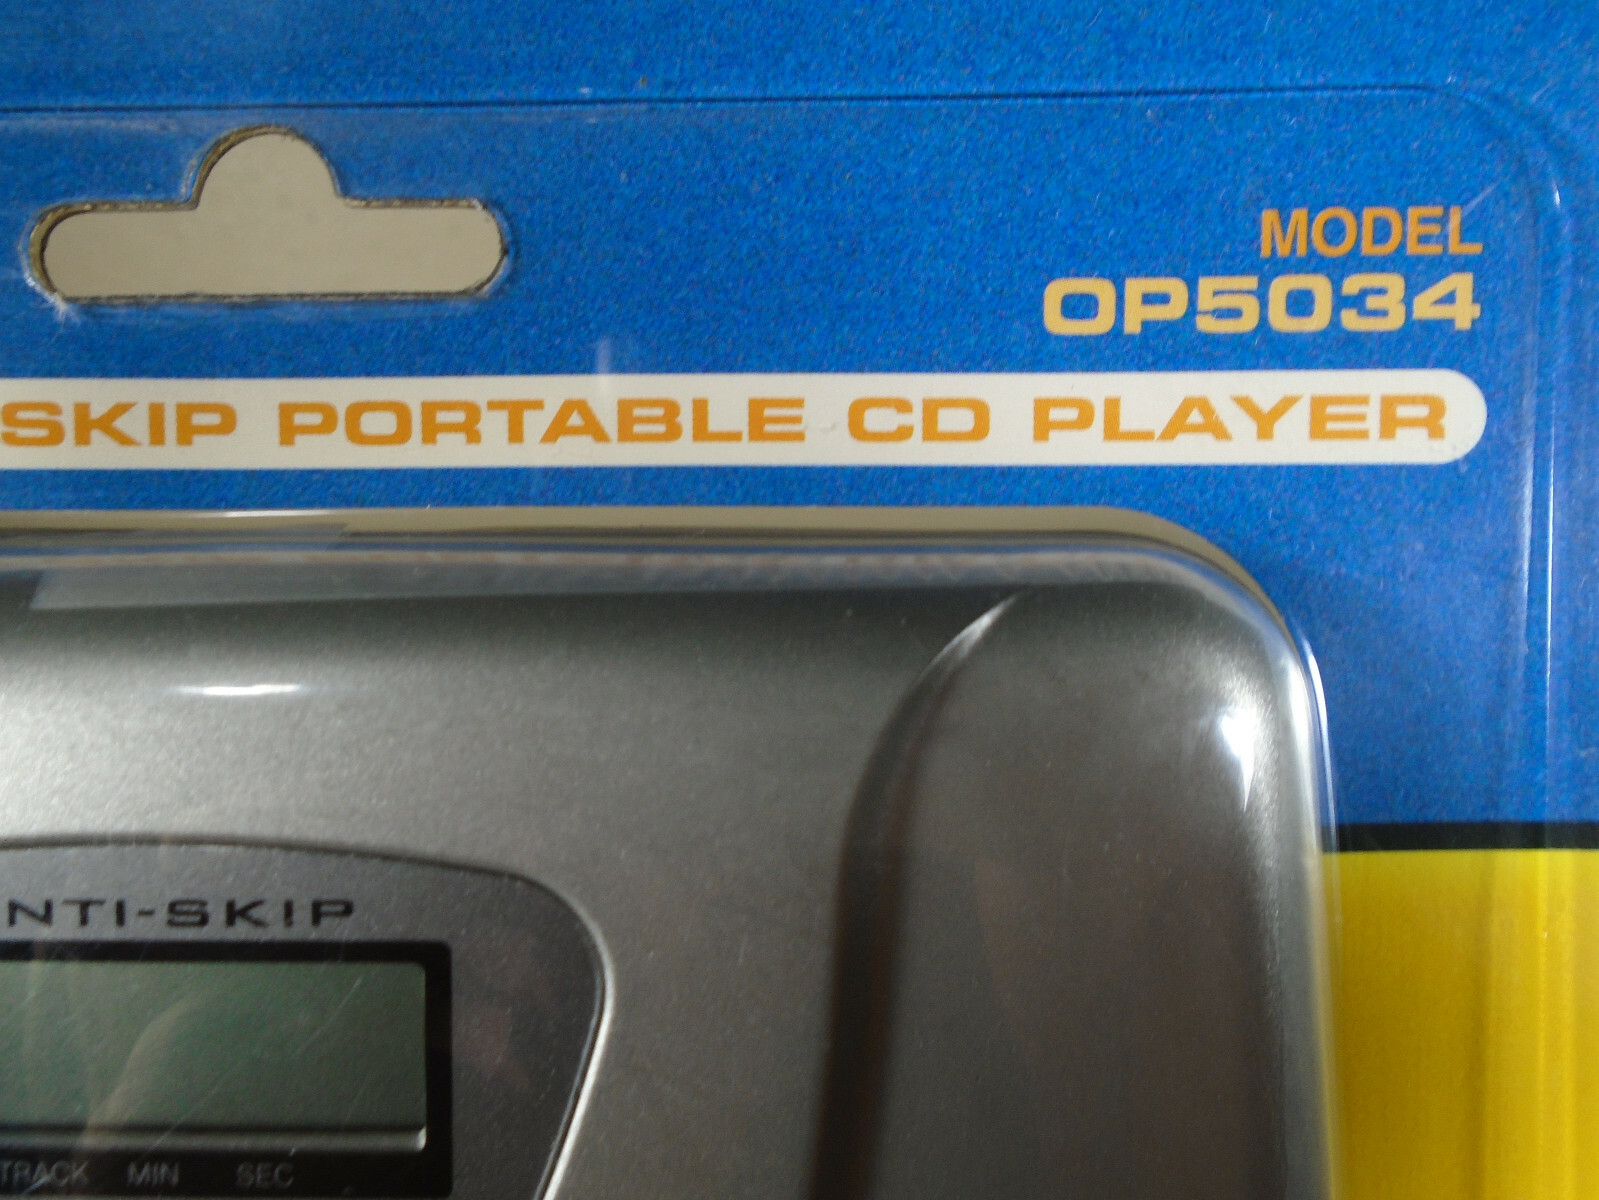 MODEL
OP5034
SKIP PORTABLE CD PLAYER
NTI-SKIP
TRACK MIN SEC